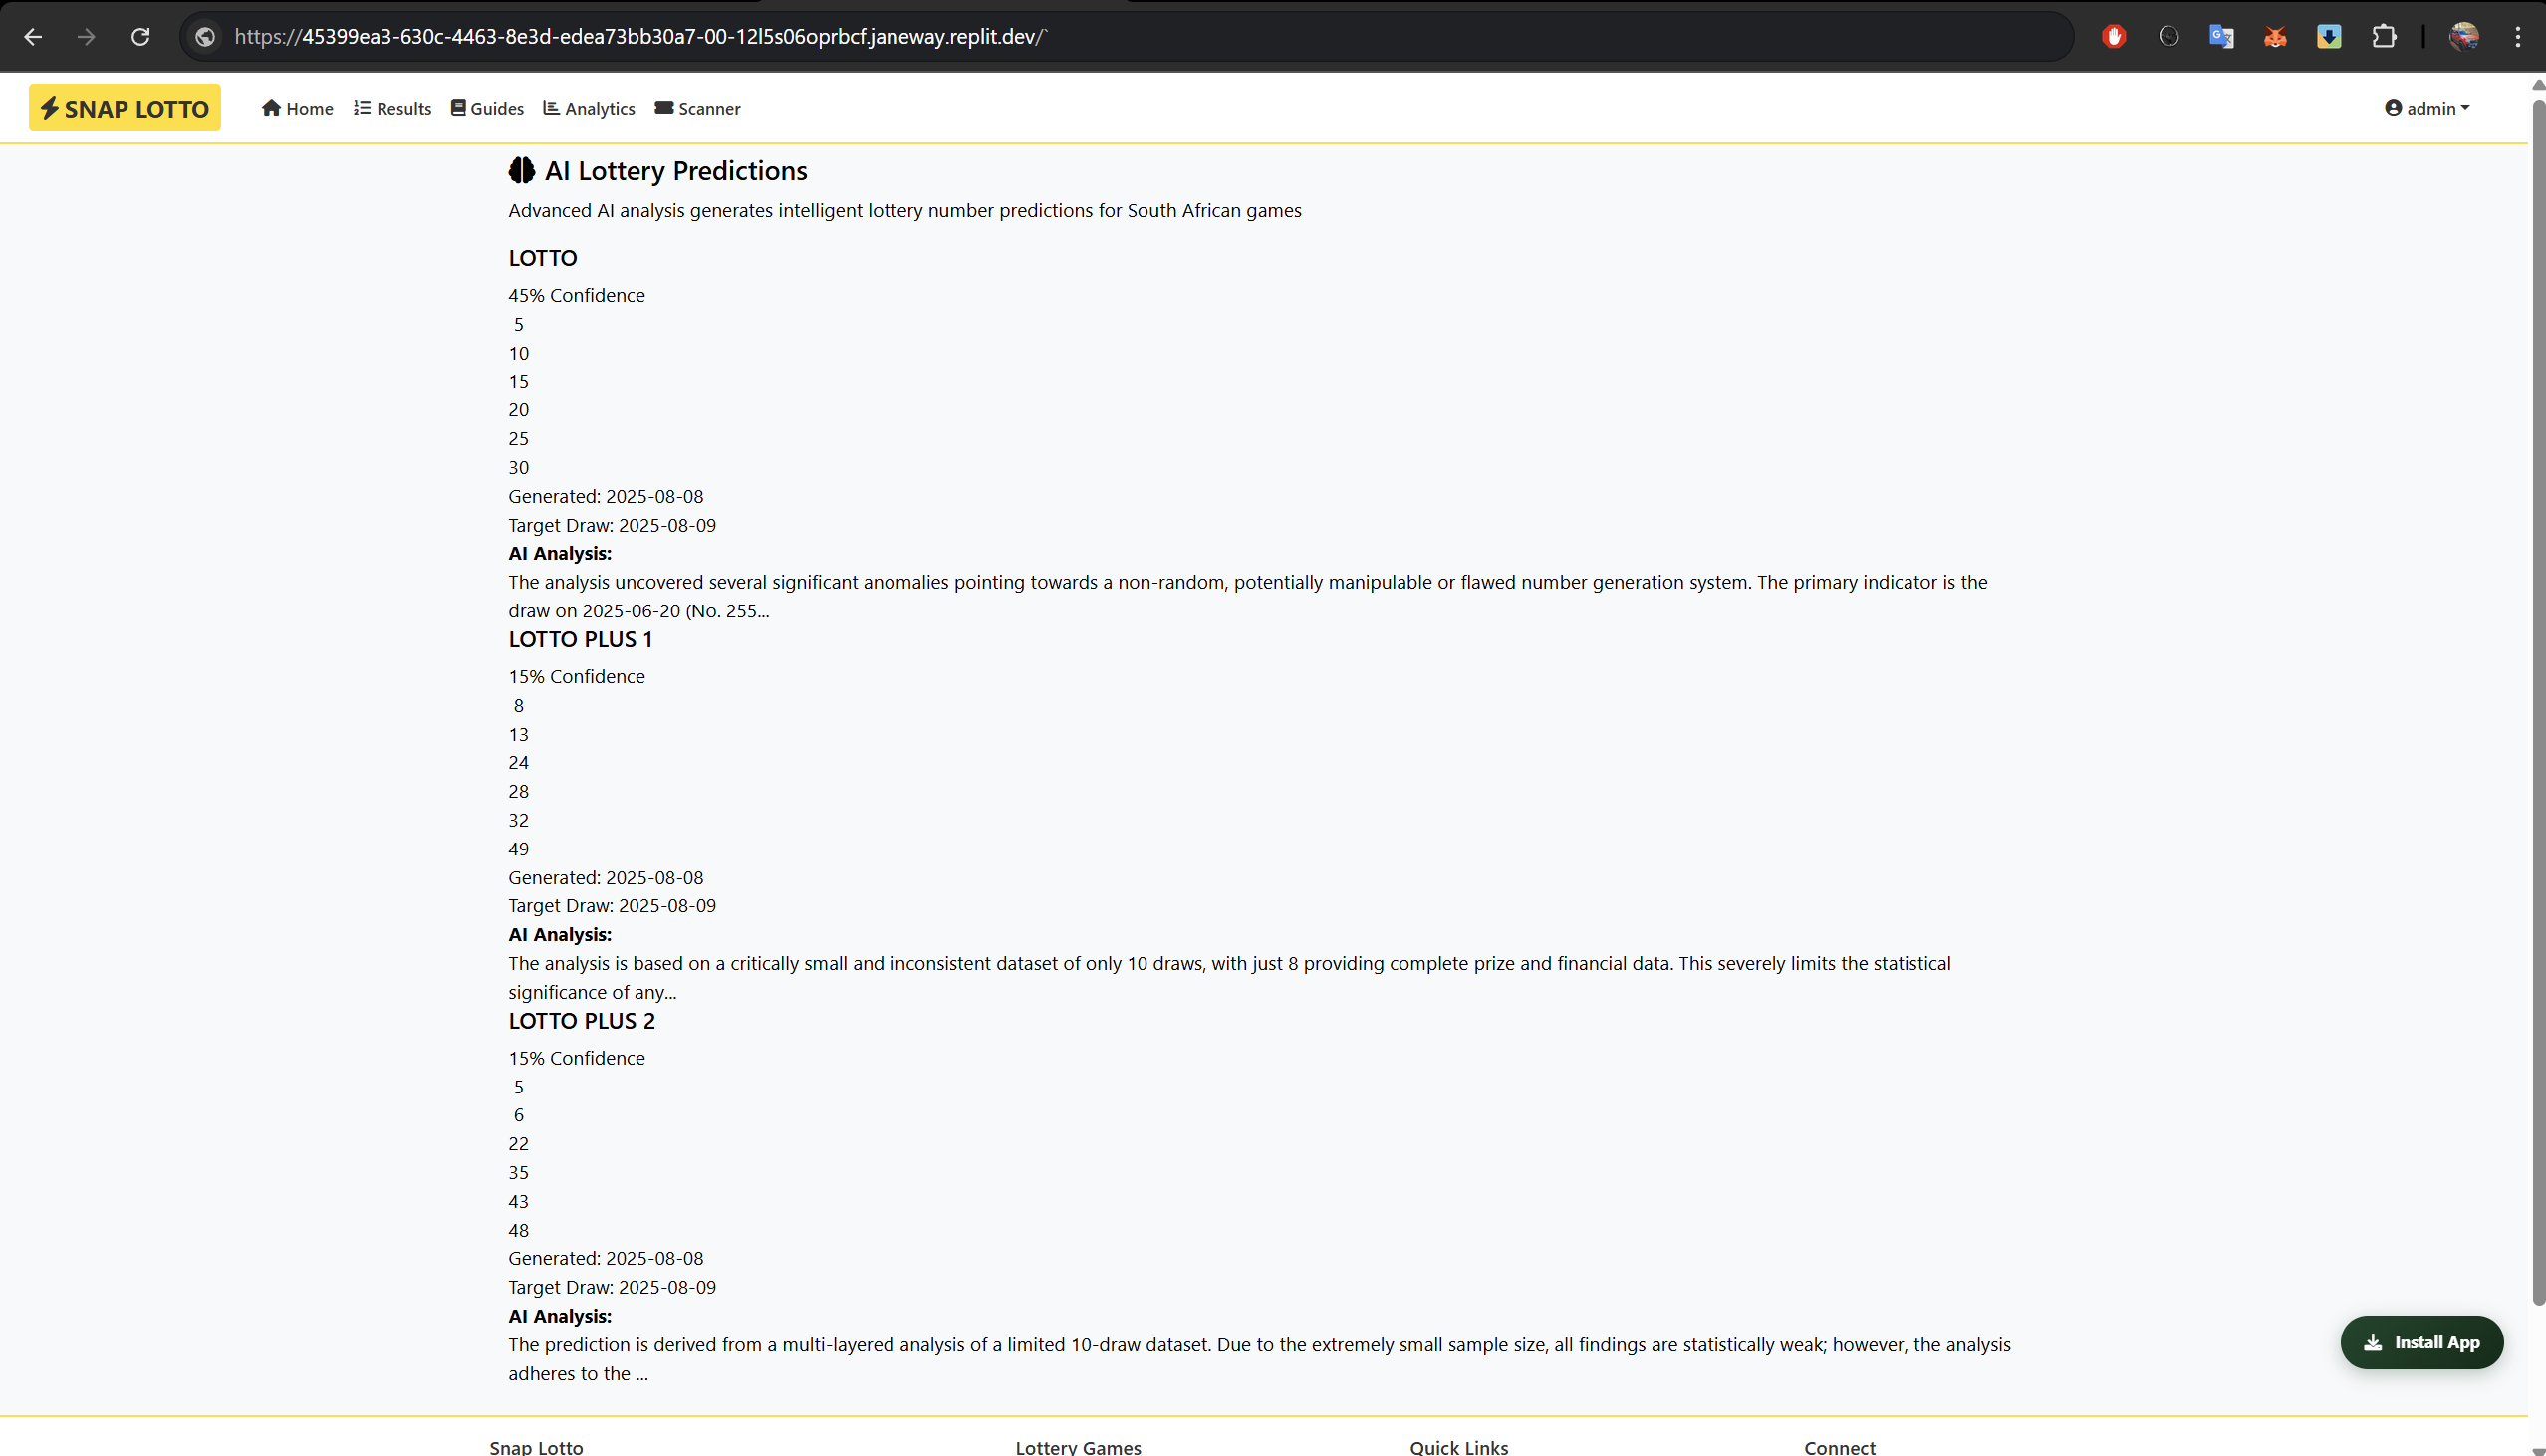 https://45399ea3-630c-4463-8e3d-edea73bb30a7-00-12l5s06oprbcf.janeway.replit.dev/`
SNAP LOTTO Home Results Guides Analytics Scanner admin
AI Lottery Predictions
Advanced AI analysis generates intelligent lottery number predictions for South African games
LOTTO
45% Confidence
5
10
15
20
25
30
Generated: 2025-08-08
Target Draw: 2025-08-09
AI Analysis:
The analysis uncovered several significant anomalies pointing towards a non-random, potentially manipulable or flawed number generation system. The primary indicator is the
draw on 2025-06-20 (No. 255...
LOTTO PLUS 1
15% Confidence
8
13
24
28
32
49
Generated: 2025-08-08
Target Draw: 2025-08-09
AI Analysis:
The analysis is based on a critically small and inconsistent dataset of only 10 draws, with just 8 providing complete prize and financial data. This severely limits the statistical
significance of any...
LOTTO PLUS 2
15% Confidence
5
6
22
35
43
48
Generated: 2025-08-08
Target Draw: 2025-08-09
AI Analysis:
The prediction is derived from a multi-layered analysis of a limited 10-draw dataset. Due to the extremely small sample size, all findings are statistically weak; however, the analysis
adheres to the ...
Install App
Snap Lotto Lottery Games Quick Links Connect